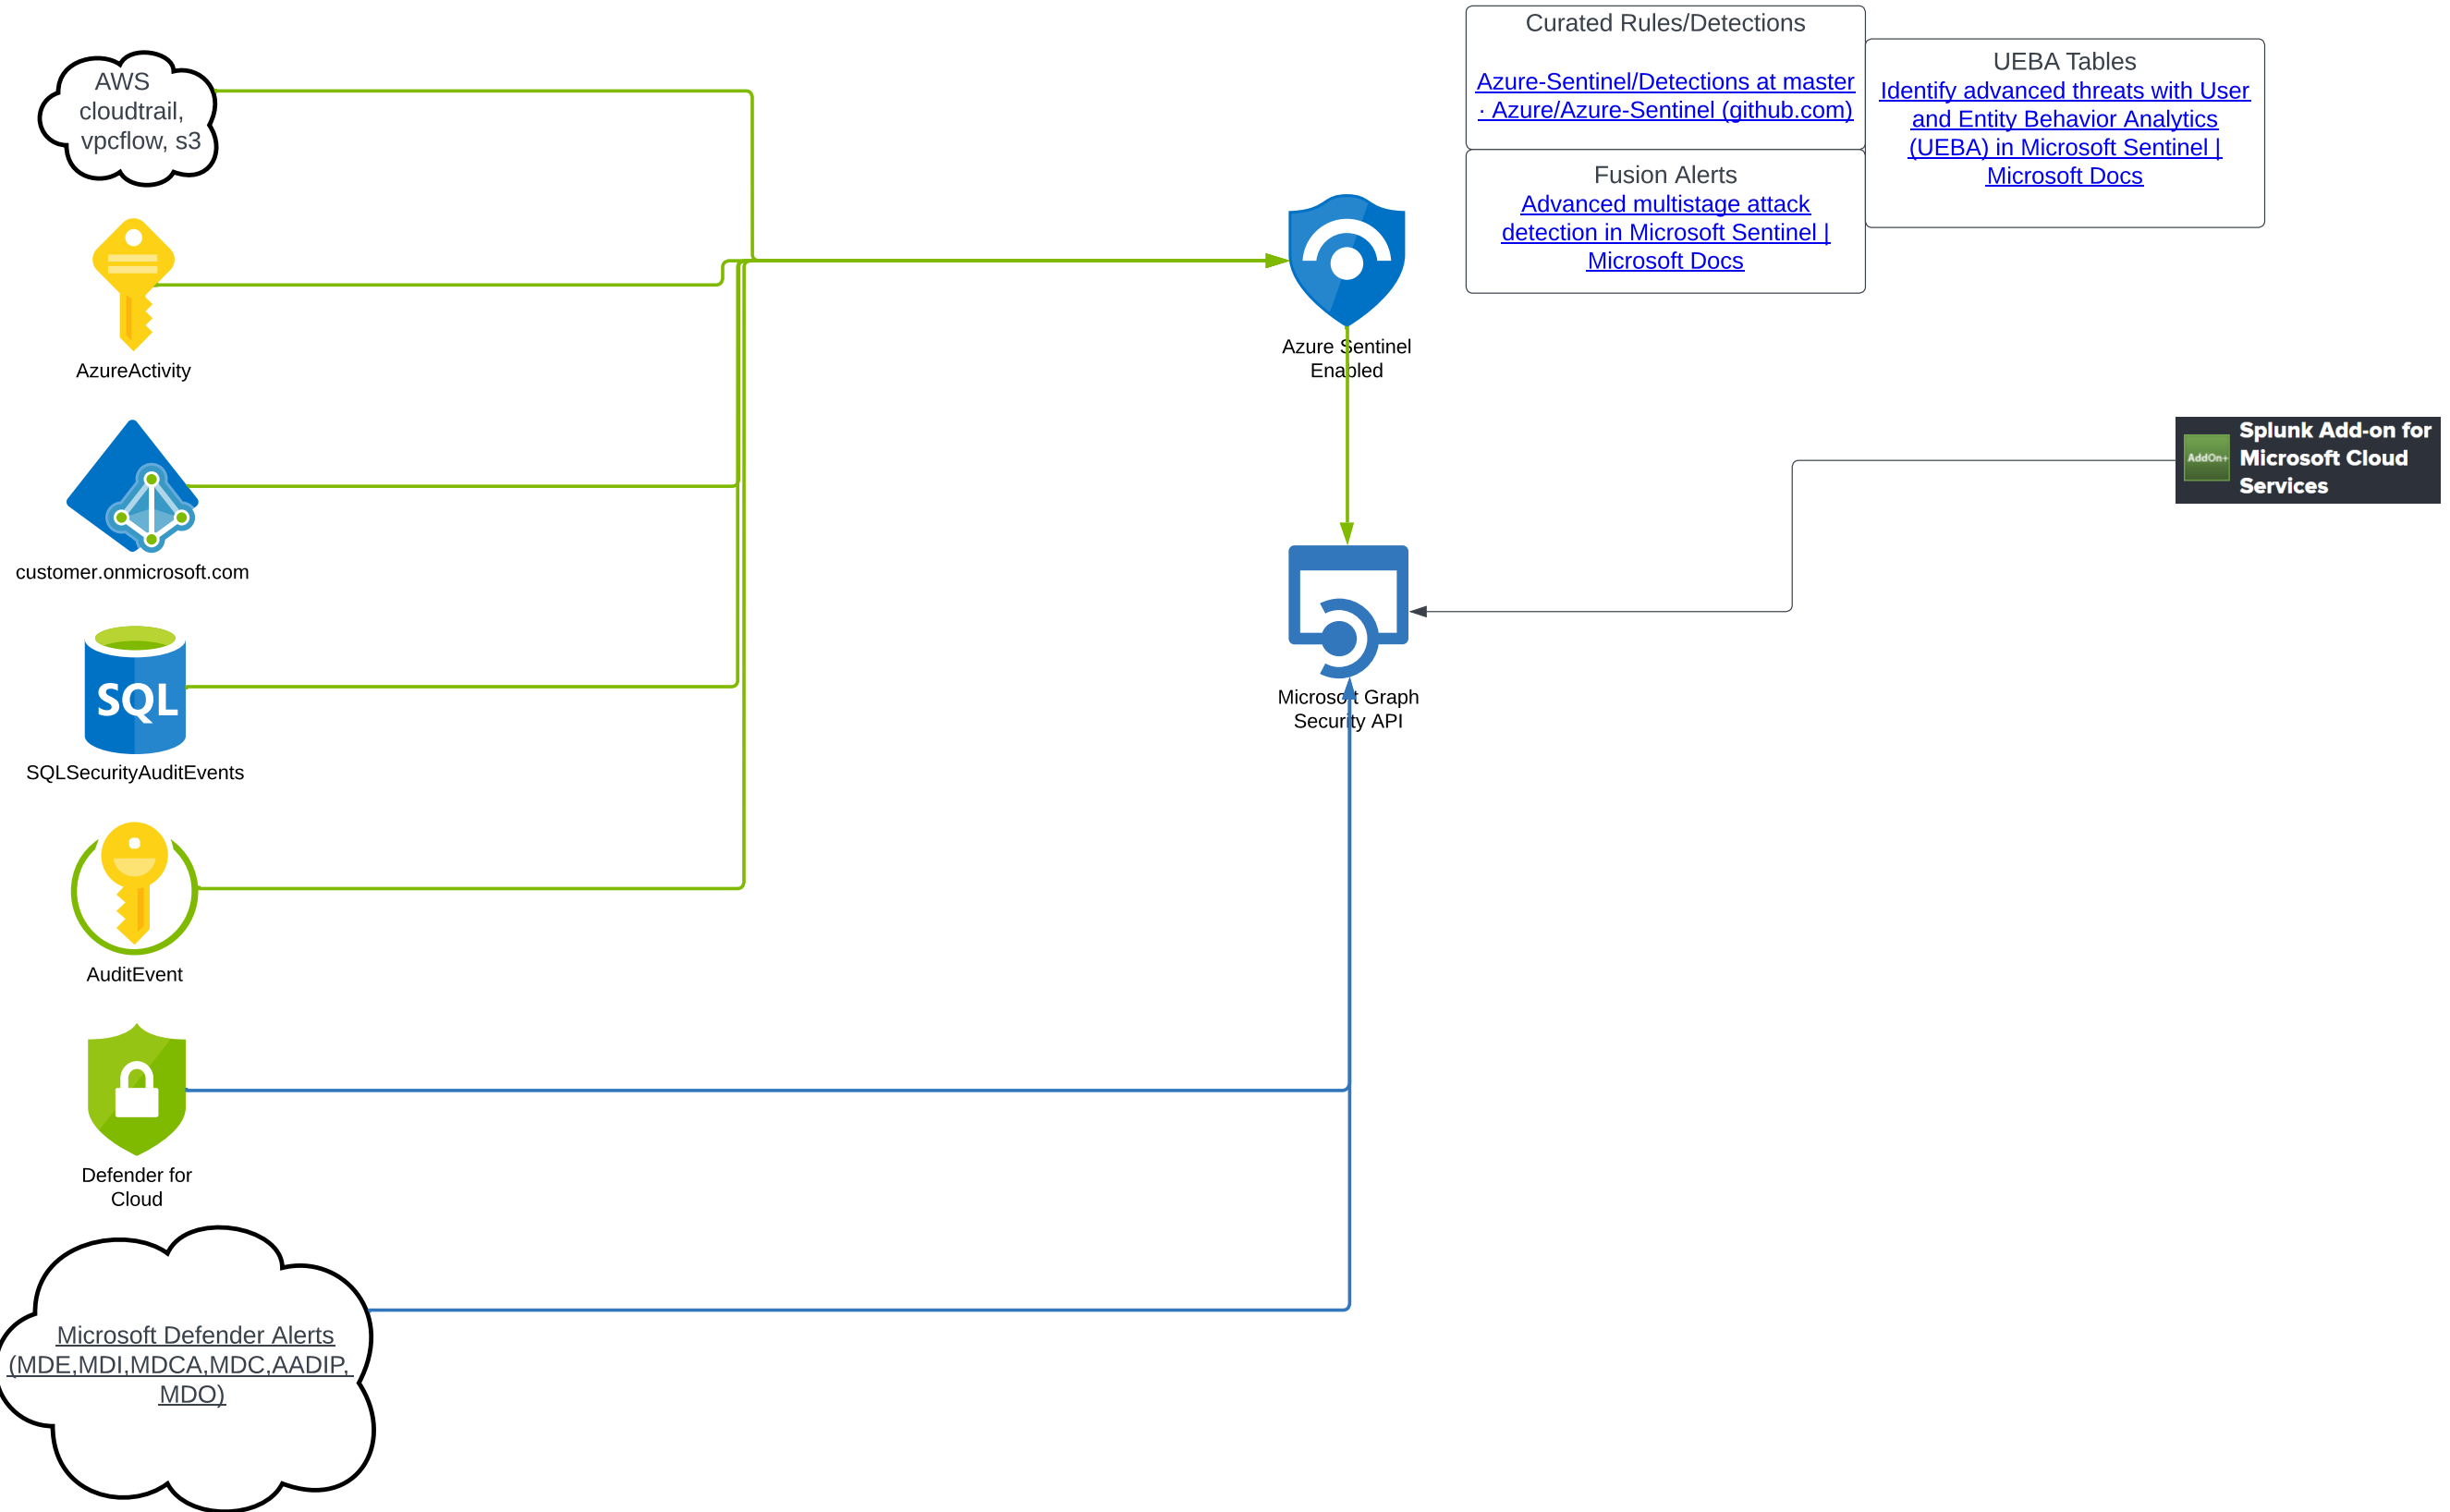 Curated Rules/Detections
Azure-Sentinel/Detections at master
· Azure/Azure-Sentinel (github.com)
UEBA Tables
Identify advanced threats with User
and Entity Behavior Analytics
(UEBA) in Microsoft Sentinel |
Microsoft Docs
Fusion Alerts
Advanced multistage attack
detection in Microsoft Sentinel |
Microsoft Docs
AWS
cloudtrail,
vpcflow, s3
AzureActivity
Azure Sentinel
Enabled
customer.onmicrosoft.com
AddOn+
Splunk Add-on for
Microsoft Cloud
Services
SQL
SQLSecurityAuditEvents
Microsoft Graph
Security API
AuditEvent
Defender for
Cloud
Microsoft Defender Alerts
(MDE,MDI,MDCA,MDC,AADIP,
MDO)